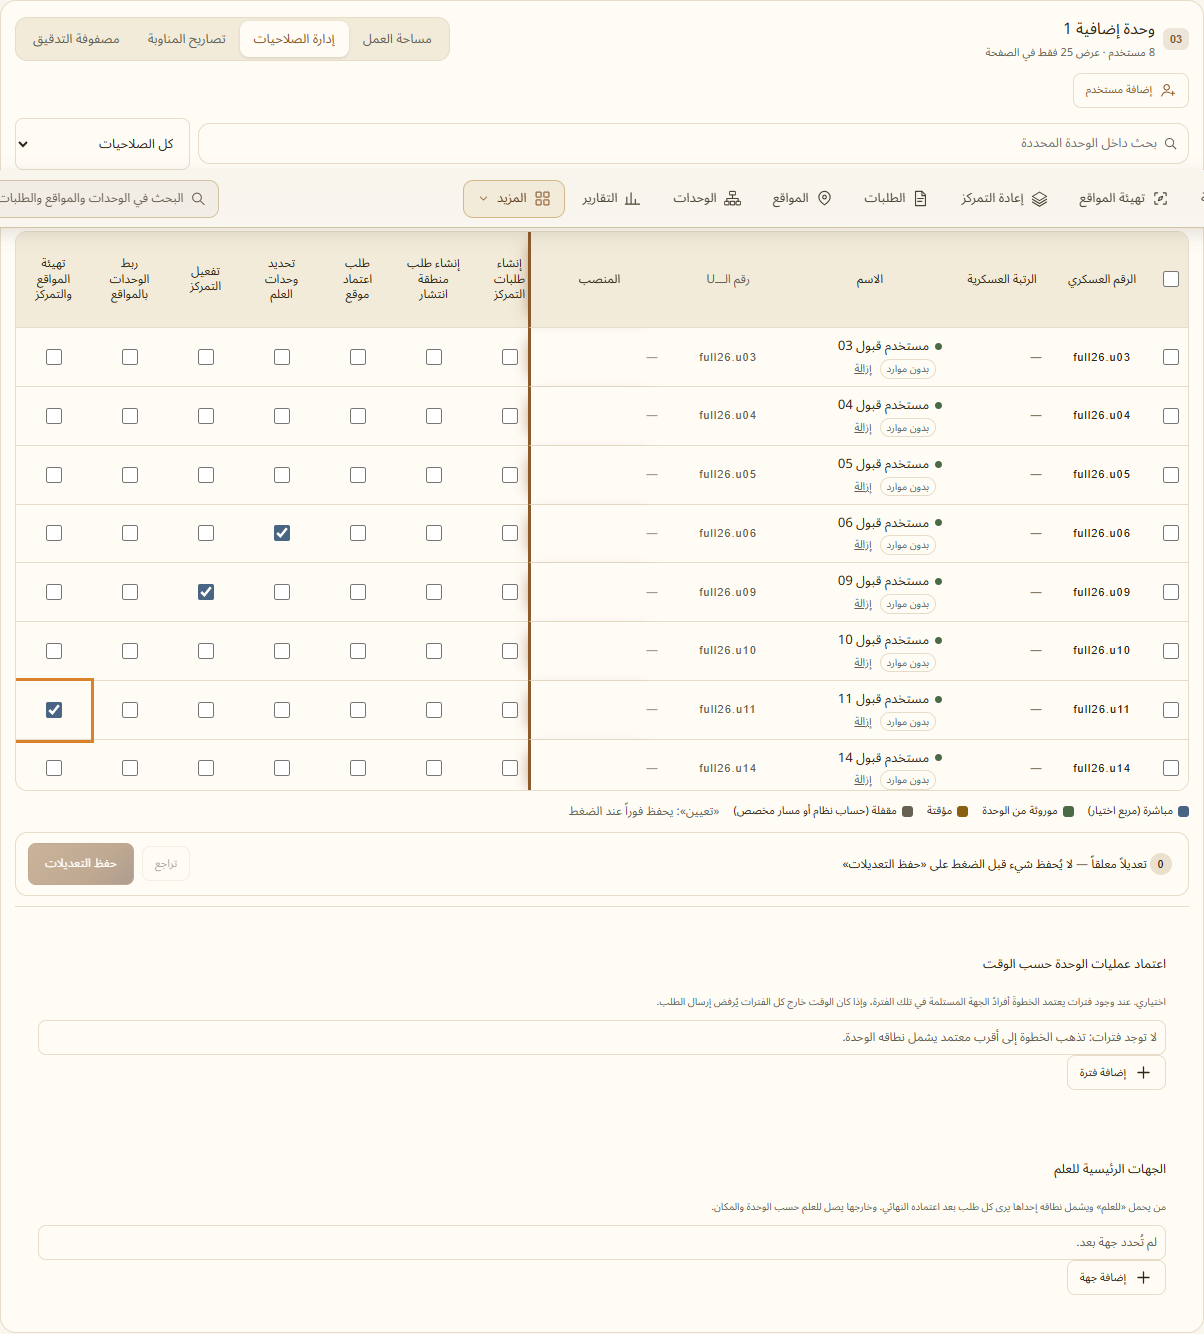 03
وحدة إضافية 1
8 مستخدم · عرض 25 فقط في الصفحة
مساحة العمل
إدارة الصلاحيات
تصاريح المناوبة
مصفوفة التدقيق
إضافة مستخدم
بحث داخل الوحدة المحددة
كل الصلاحيات
تهيئة المواقع
إعادة التمركز
الطلبات
المواقع
الوحدات
التقارير
المزيد
البحث في الوحدات والمواقع والطلبات
الرقم العسكري
الرتبة العسكرية
الاسم
رقم الـــU
المنصب
إنشاء طلبات التمركز
إنشاء طلب منطقة انتشار
طلب اعتماد موقع
تحديد وحدات العلم
تفعيل التمركز
ربط الوحدات بالمواقع
تهيئة المواقع والتمركز
full26.u03 — مستخدم قبول 03 full26.u03 —
بدون موارد إزالة
full26.u04 — مستخدم قبول 04 full26.u04 —
بدون موارد إزالة
full26.u05 — مستخدم قبول 05 full26.u05 —
بدون موارد إزالة
full26.u06 — مستخدم قبول 06 full26.u06 —
بدون موارد إزالة
full26.u09 — مستخدم قبول 09 full26.u09 —
بدون موارد إزالة
full26.u10 — مستخدم قبول 10 full26.u10 —
بدون موارد إزالة
full26.u11 — مستخدم قبول 11 full26.u11 —
بدون موارد إزالة
full26.u14 — مستخدم قبول 14 full26.u14 —
بدون موارد إزالة
مباشرة (مربع اختيار) موروثة من الوحدة مؤقتة مقفلة (حساب نظام أو مسار مخصص) «تعيين»: يحفظ فوراً عند الضغط
0 تعديلاً معلقاً — لا يُحفظ شيء قبل الضغط على «حفظ التعديلات»
تراجع
حفظ التعديلات
اعتماد عمليات الوحدة حسب الوقت
اختياري. عند وجود فترات يعتمد الخطوة أفرادُ الجهة المستلمة في تلك الفترة، وإذا كان الوقت خارج كل الفترات يُرفض إرسال الطلب.
لا توجد فترات: تذهب الخطوة إلى أقرب معتمد يشمل نطاقه الوحدة.
إضافة فترة
الجهات الرئيسية للعلم
من يحمل «للعلم» ويشمل نطاقه إحداها يرى كل طلب بعد اعتماده النهائي. وخارجها يصل للعلم حسب الوحدة والمكان.
لم تُحدد جهة بعد.
إضافة جهة